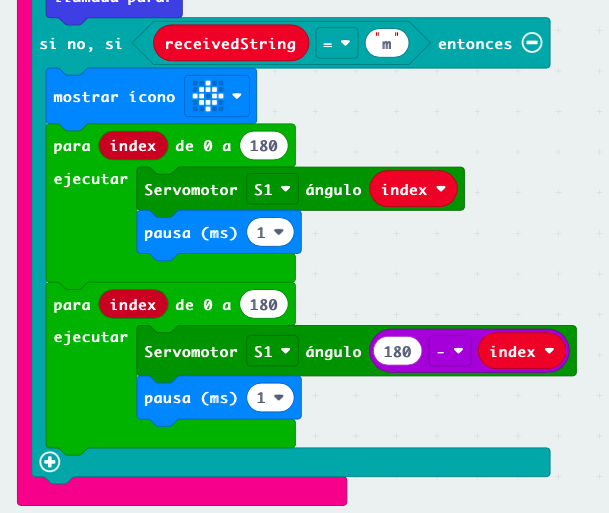 llamada parar
si no, si receivedString = ▼ "m" entonces
mostrar ícono
para index de 0 a 180
ejecutar
Servomotor S1 ▼ ángulo index ▼
pausa (ms) 1 ▼
para index de 0 a 180
ejecutar
Servomotor S1 ▼ ángulo 180 - ▼ index ▼
pausa (ms) 1 ▼